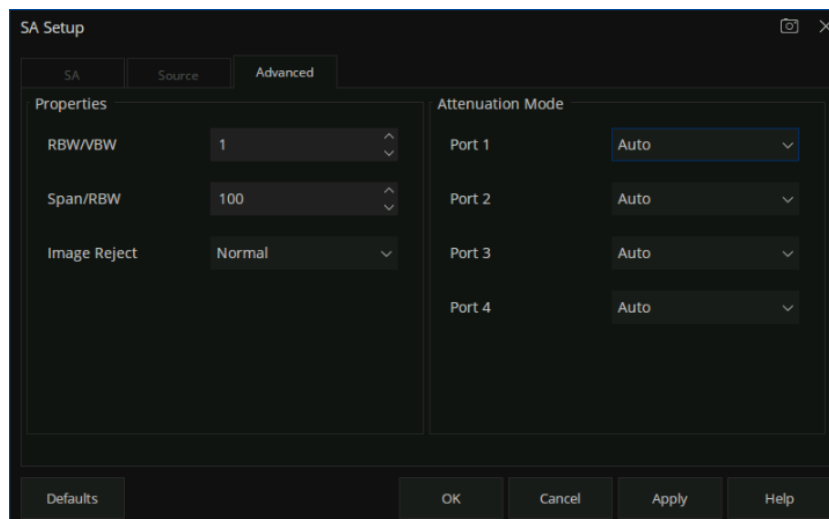 SA Setup
SA Source Advanced
Properties
RBW/VBW 1
Span/RBW 100
Image Reject Normal
Attenuation Mode
Port 1 Auto
Port 2 Auto
Port 3 Auto
Port 4 Auto
Defaults OK Cancel Apply Help